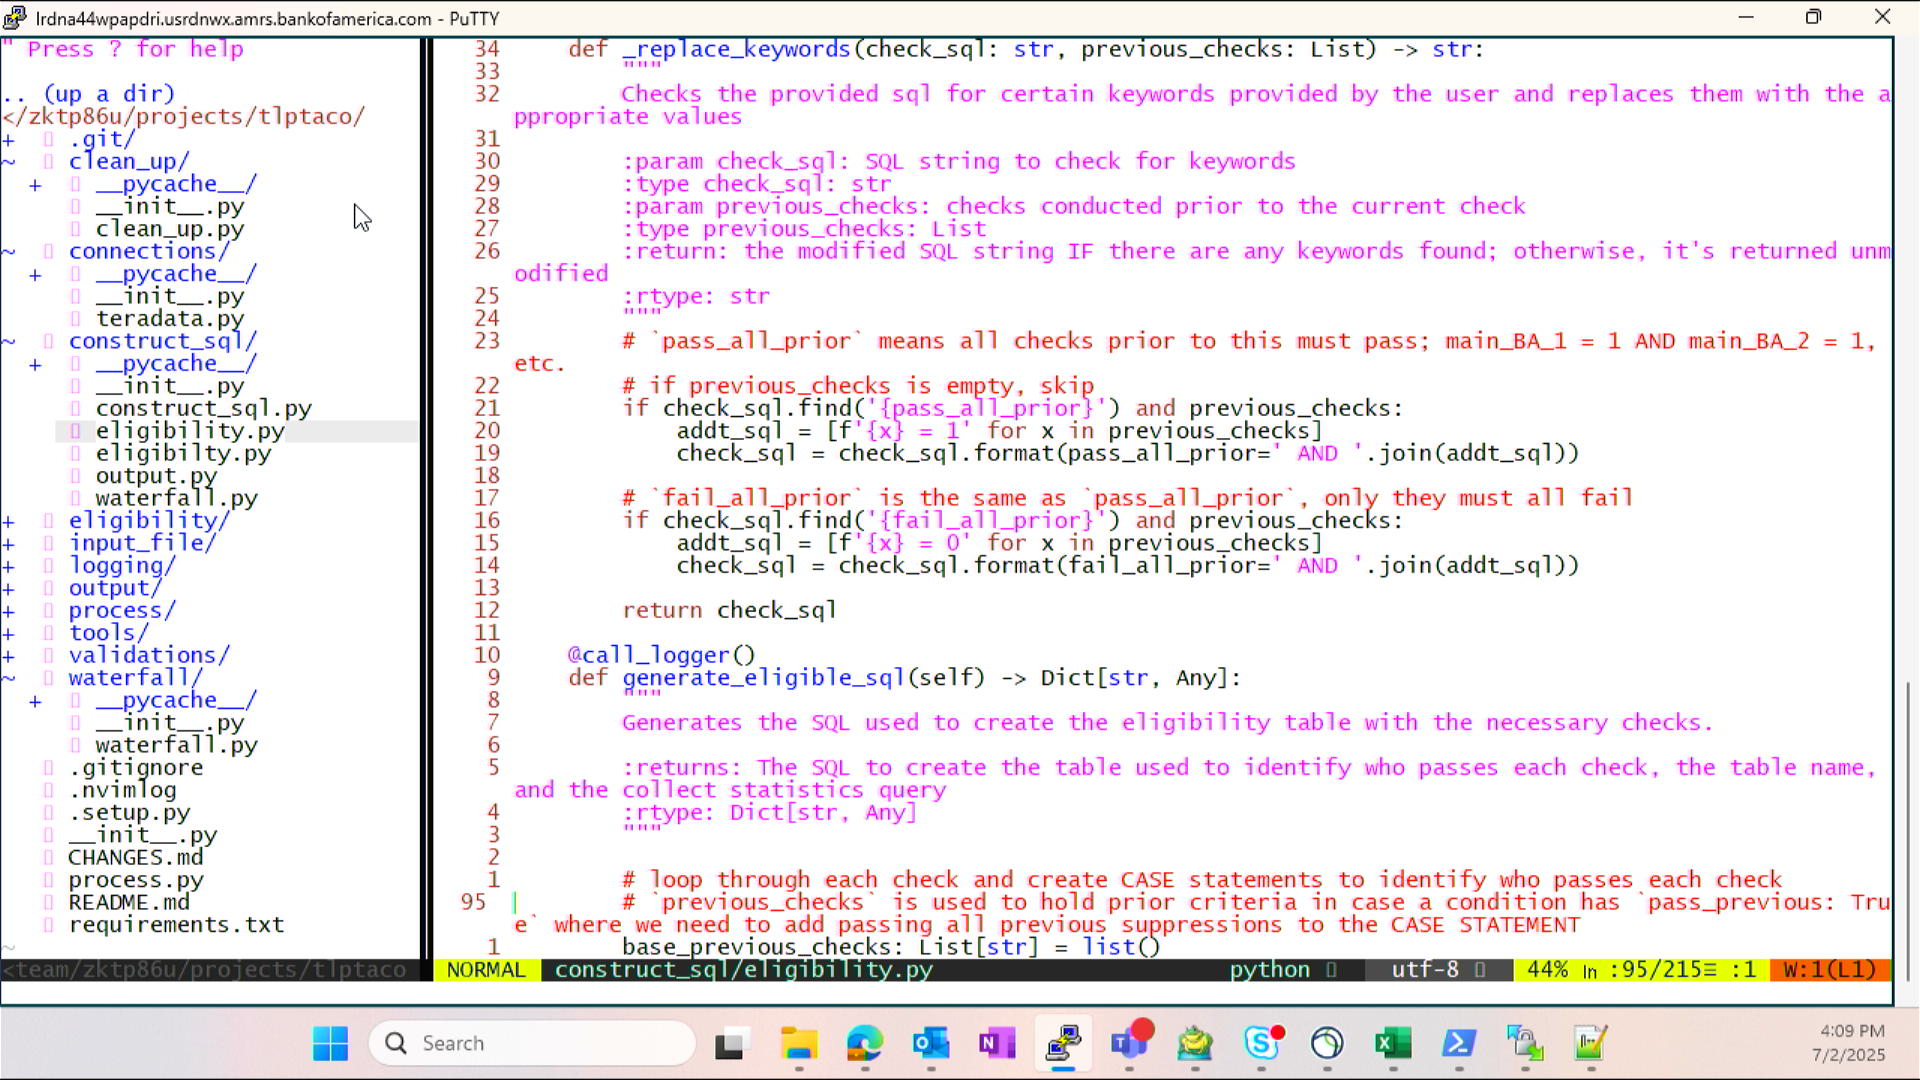 lrdna44wpapdri.usrdnwx.amrs.bankofamerica.com - PuTTY
" Press ? for help
.. (up a dir)
</zktp86u/projects/tlptaco/
+ .git/
~ clean_up/
+ __pycache__/
__init__.py
clean_up.py
~ connections/
+ __pycache__/
__init__.py
teradata.py
~ construct_sql/
+ __pycache__/
__init__.py
construct_sql.py
eligibility.py
eligibilty.py
output.py
waterfall.py
+ eligibility/
+ input_file/
+ logging/
+ output/
+ process/
+ tools/
+ validations/
~ waterfall/
+ __pycache__/
__init__.py
waterfall.py
.gitignore
.nvimlog
.setup.py
__init__.py
CHANGES.md
process.py
README.md
requirements.txt
~
<team/zktp86u/projects/tlptaco
34 def _replace_keywords(check_sql: str, previous_checks: List) -> str:
33 """
32 Checks the provided sql for certain keywords provided by the user and replaces them with the a
ppropriate values
31
30 :param check_sql: SQL string to check for keywords
29 :type check_sql: str
28 :param previous_checks: checks conducted prior to the current check
27 :type previous_checks: List
26 :return: the modified SQL string IF there are any keywords found; otherwise, it's returned unm
odified
25 :rtype: str
24 """
23 # `pass_all_prior` means all checks prior to this must pass; main_BA_1 = 1 AND main_BA_2 = 1,
etc.
22 # if previous_checks is empty, skip
21 if check_sql.find('{pass_all_prior}') and previous_checks:
20 addt_sql = [f'{x} = 1' for x in previous_checks]
19 check_sql = check_sql.format(pass_all_prior=' AND '.join(addt_sql))
18
17 # `fail_all_prior` is the same as `pass_all_prior`, only they must all fail
16 if check_sql.find('{fail_all_prior}') and previous_checks:
15 addt_sql = [f'{x} = 0' for x in previous_checks]
14 check_sql = check_sql.format(fail_all_prior=' AND '.join(addt_sql))
13
12 return check_sql
11
10 @call_logger()
9 def generate_eligible_sql(self) -> Dict[str, Any]:
8 """
7 Generates the SQL used to create the eligibility table with the necessary checks.
6
5 :returns: The SQL to create the table used to identify who passes each check, the table name,
and the collect statistics query
4 :rtype: Dict[str, Any]
3 """
2
1 # loop through each check and create CASE statements to identify who passes each check
95 # `previous_checks` is used to hold prior criteria in case a condition has `pass_previous: Tru
e` where we need to add passing all previous suppressions to the CASE STATEMENT
1 base_previous_checks: List[str] = list()
NORMAL construct_sql/eligibility.py python utf-8 44% ln :95/215≡ :1 W:1(L1)
Search
4:09 PM
7/2/2025